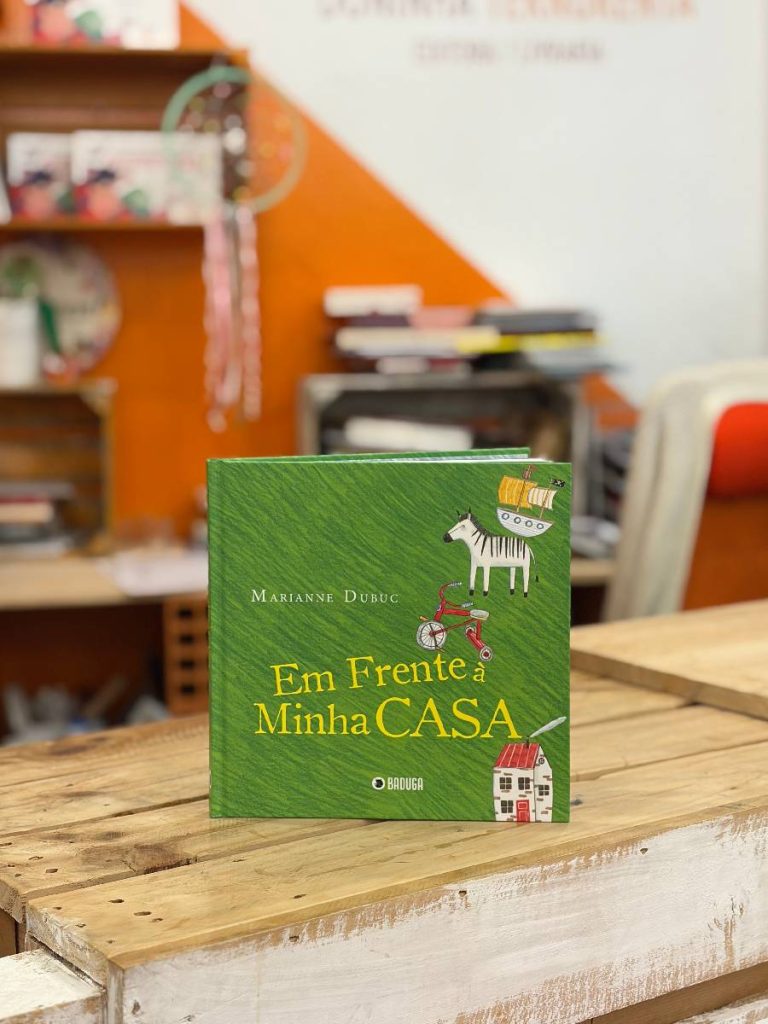 Marianne Dubuc
Em Frente à
Minha CASA
BADUGA